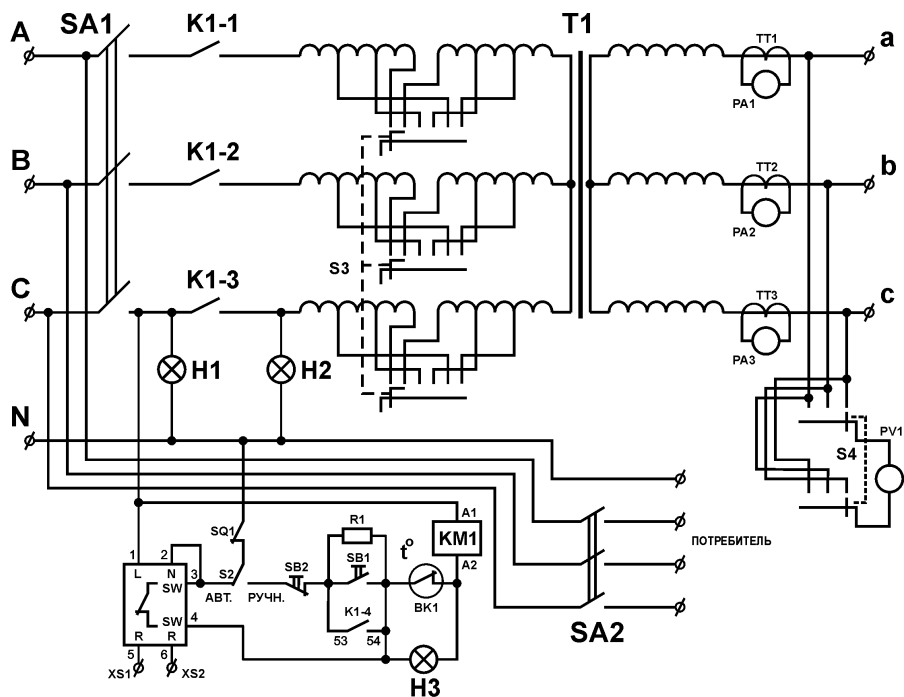 SA1 K1-1 T1
A a
TT1
PA1
B K1-2 b
TT2
PA2
S3
C K1-3 c
TT3
H1 H2
PA3
N
PV1
S4
A1
SQ1 R1 KM1
ПОТРЕБИТЕЛЬ
1 2 SB1 t° A2
L N 3 S2 SB2
SW АВТ. РУЧН. BK1
K1-4
SW 4 53 54 SA2
R R
5 6
XS1 XS2 H3